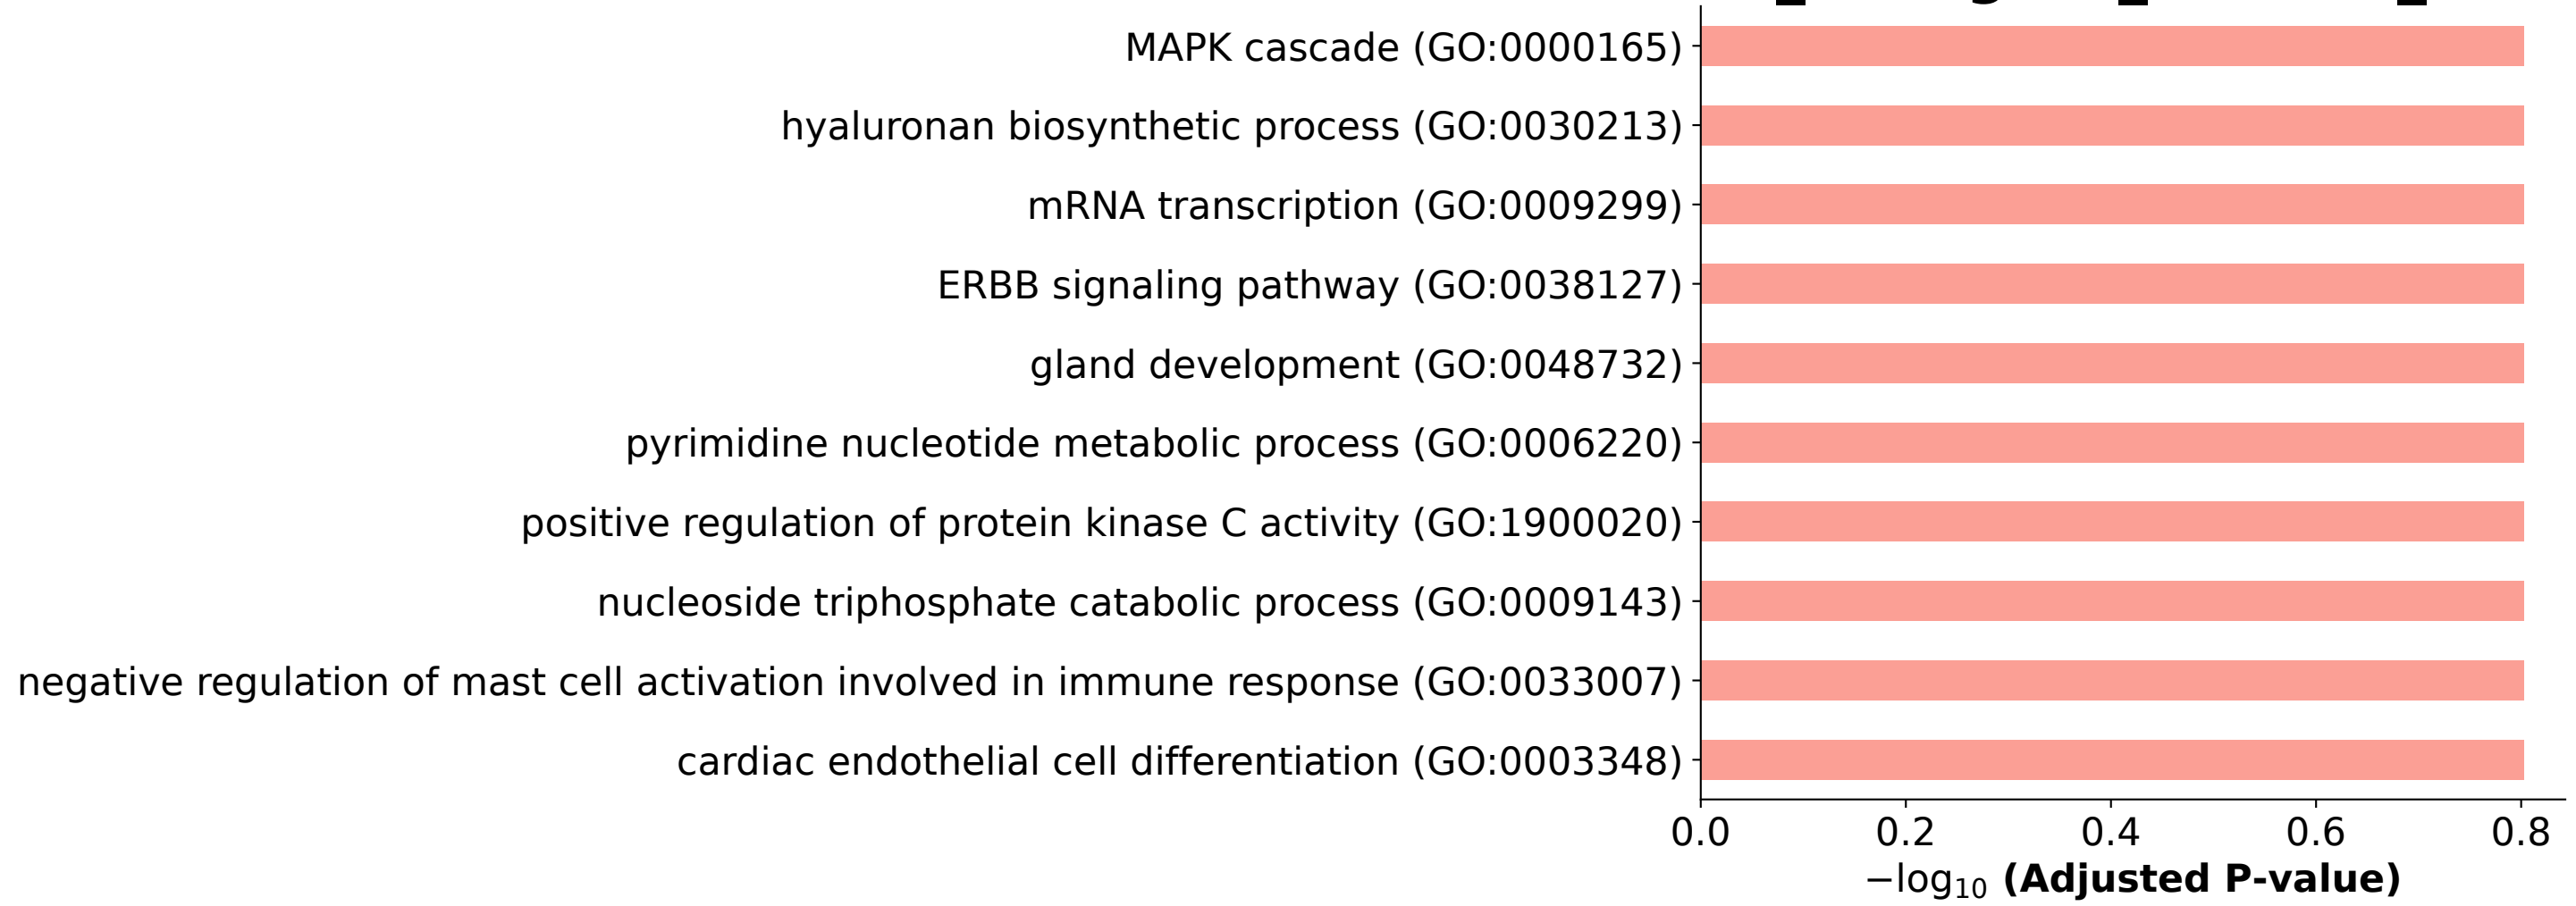 MAPK cascade (GO:0000165)
hyaluronan biosynthetic process (GO:0030213)
mRNA transcription (GO:0009299)
ERBB signaling pathway (GO:0038127)
gland development (GO:0048732)
pyrimidine nucleotide metabolic process (GO:0006220)
positive regulation of protein kinase C activity (GO:1900020)
nucleoside triphosphate catabolic process (GO:0009143)
negative regulation of mast cell activation involved in immune response (GO:0033007)
cardiac endothelial cell differentiation (GO:0003348)
0.0 0.2 0.4 0.6 0.8
−log₁₀ (Adjusted P-value)